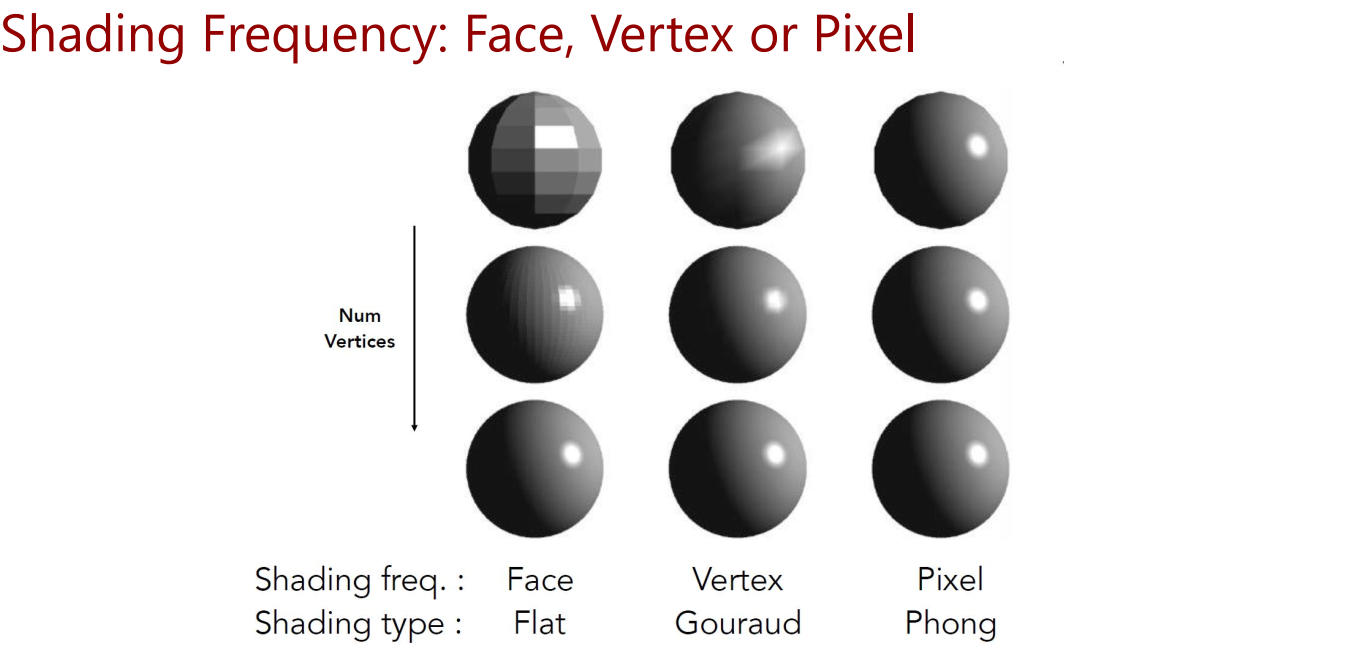 Shading Frequency: Face, Vertex or Pixel
Num
Vertices
Shading freq. : Face Vertex Pixel
Shading type : Flat Gouraud Phong